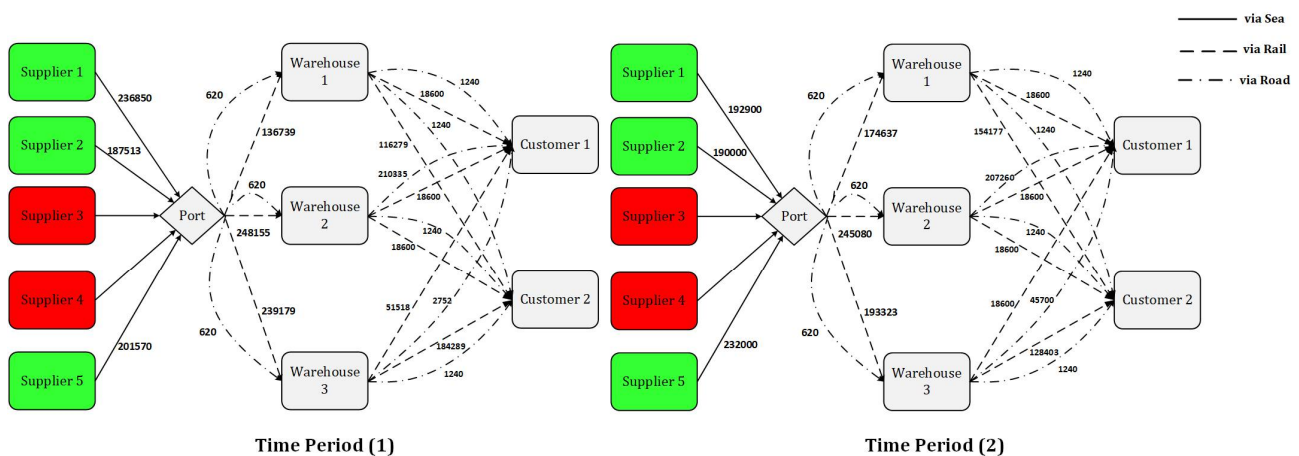 via Sea
via Rail
via Road
Supplier 1
Supplier 2
Supplier 3
Supplier 4
Supplier 5
236850
187513
201570
Port
620
136739
620
248155
239179
620
Warehouse
1
Warehouse
2
Warehouse
3
1240
18600
1240
116279
210335
18600
1240
18600
2752
51518
184289
1240
Customer 1
Customer 2
Time Period (1)
Supplier 1
Supplier 2
Supplier 3
Supplier 4
Supplier 5
192900
190000
232000
Port
620
174637
620
245080
193323
620
Warehouse
1
Warehouse
2
Warehouse
3
1240
18600
1240
154177
207260
18600
1240
18600
18600
45700
128403
1240
Customer 1
Customer 2
Time Period (2)